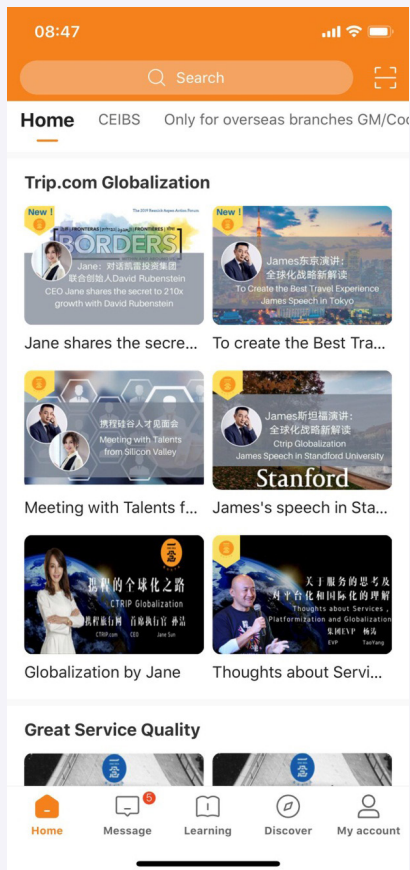 08:47
Search
Home CEIBS Only for overseas branches GM/Coo
Trip.com Globalization
New !
The 2019 Research Aspen Action Forum
BORDERS
Jane：对话凯雷投资集团
联合创始人David Rubenstein
CEO Jane shares the secret to 210x
growth with David Rubenstein
Jane shares the secre...
New !
James东京演讲：
全球化战略新解读
To Create the Best Travel Experience
James Speech in Tokyo
To create the Best Tra...
携程硅谷人才见面会
Meeting with Talents
from Silicon Valley
Meeting with Talents f...
James斯坦福演讲：
全球化战略新解读
Ctrip Globalization
James Speech in Standford University
Stanford
James's speech in Sta...
携程的全球化之路
CTRIP Globalization
携程旅行网 首席执行官 孙洁
CTRIP.com CEO Jane Sun
Globalization by Jane
关于服务的思考及
对平台化和国际化的理解
Thoughts about Services ,
Platformization and Globalization
集团EVP 杨涛
EVP TaoYang
Thoughts about Servi...
Great Service Quality
5
Home Message Learning Discover My account